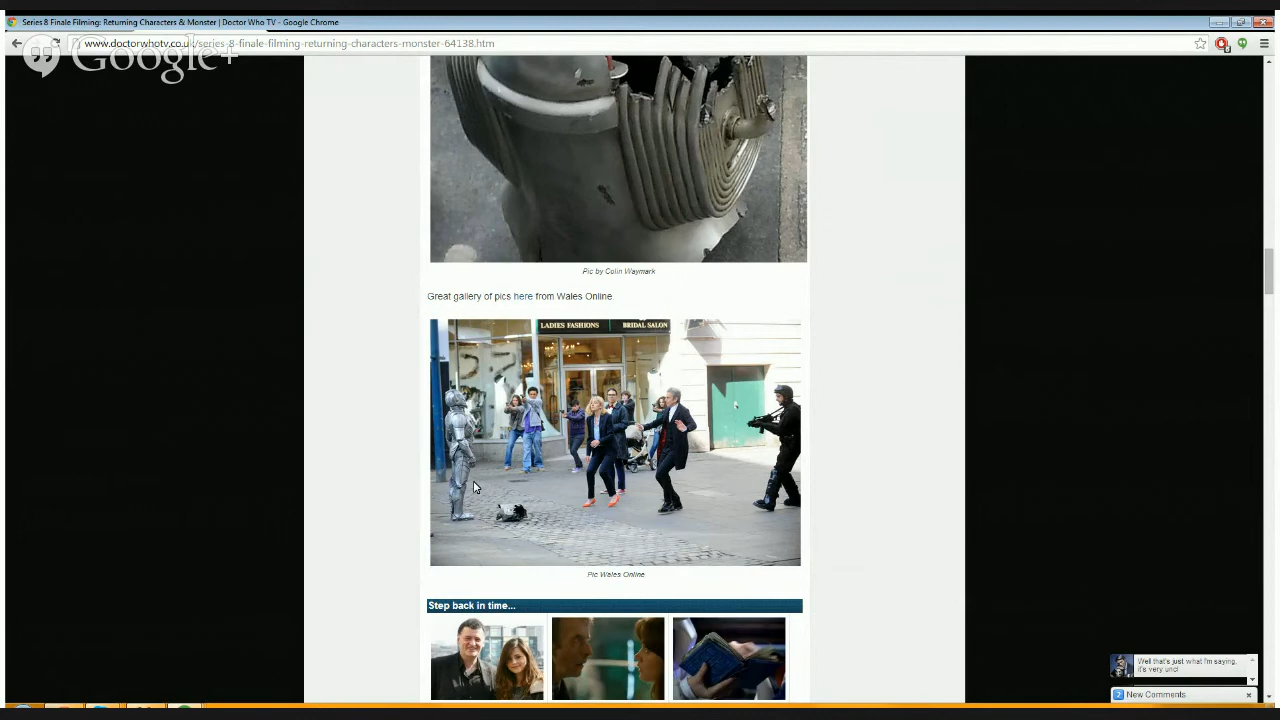 Series 8 Finale Filming: Returning Characters & Monster | Doctor Who TV - Google Chrome
www.doctorwhotv.co.uk/series-8-finale-filming-returning-characters-monster-64138.htm
Google+
Pic by Colin Waymark
Great gallery of pics here from Wales Online.
LADIES FASHIONS BRIDAL SALON
Pic Wales Online
Step back in time...
Well that's just what I'm saying,
it's very unc!
2 New Comments